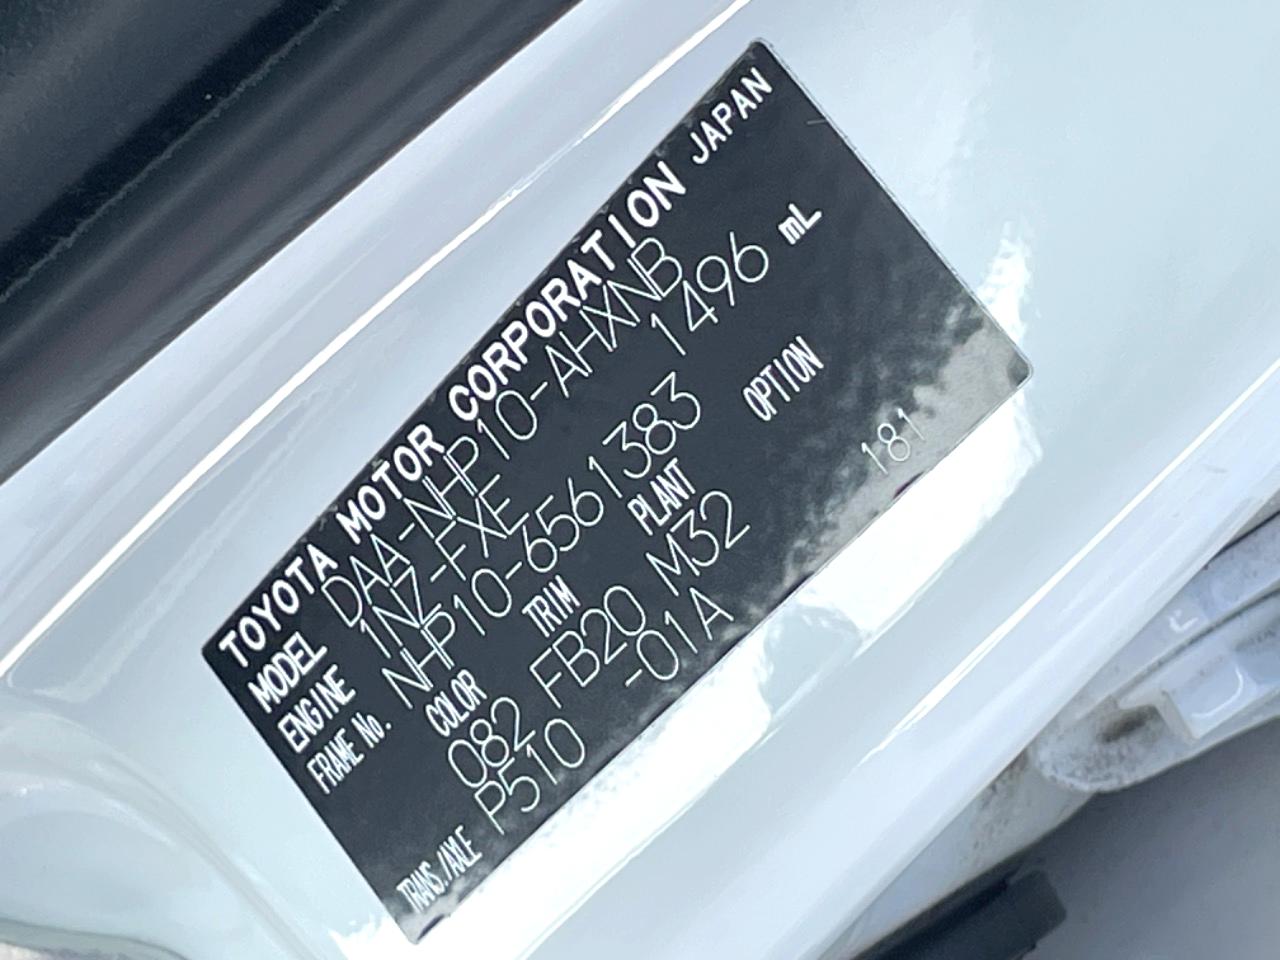 TOYOTA MOTOR CORPORATION JAPAN
MODEL DAA-NHP10-AHXNB
ENGINE 1NZ-FXE 1496 mL
FRAME No. NHP10-6561383
COLOR TRIM PLANT OPTION
082 FB20 M32 181
TRANS./AXLE P510 -01A